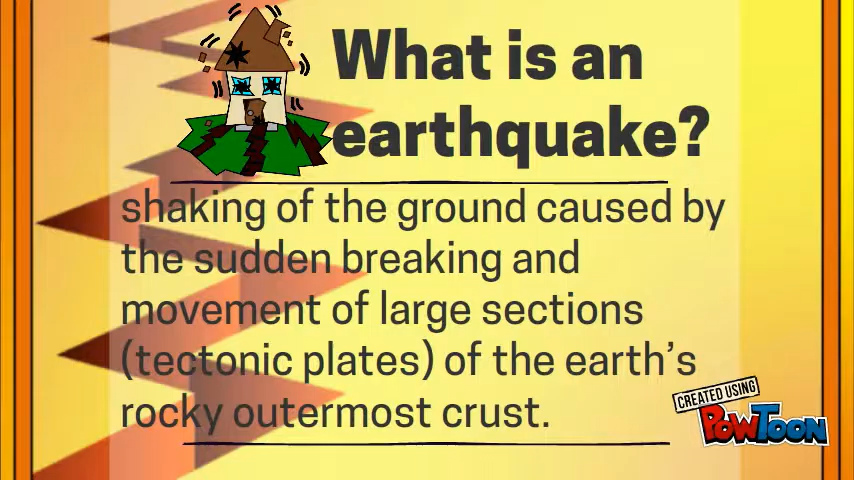 What is an
earthquake?
shaking of the ground caused by
the sudden breaking and
movement of large sections
(tectonic plates) of the earth's
rocky outermost crust.
CREATED USING
POWTOON